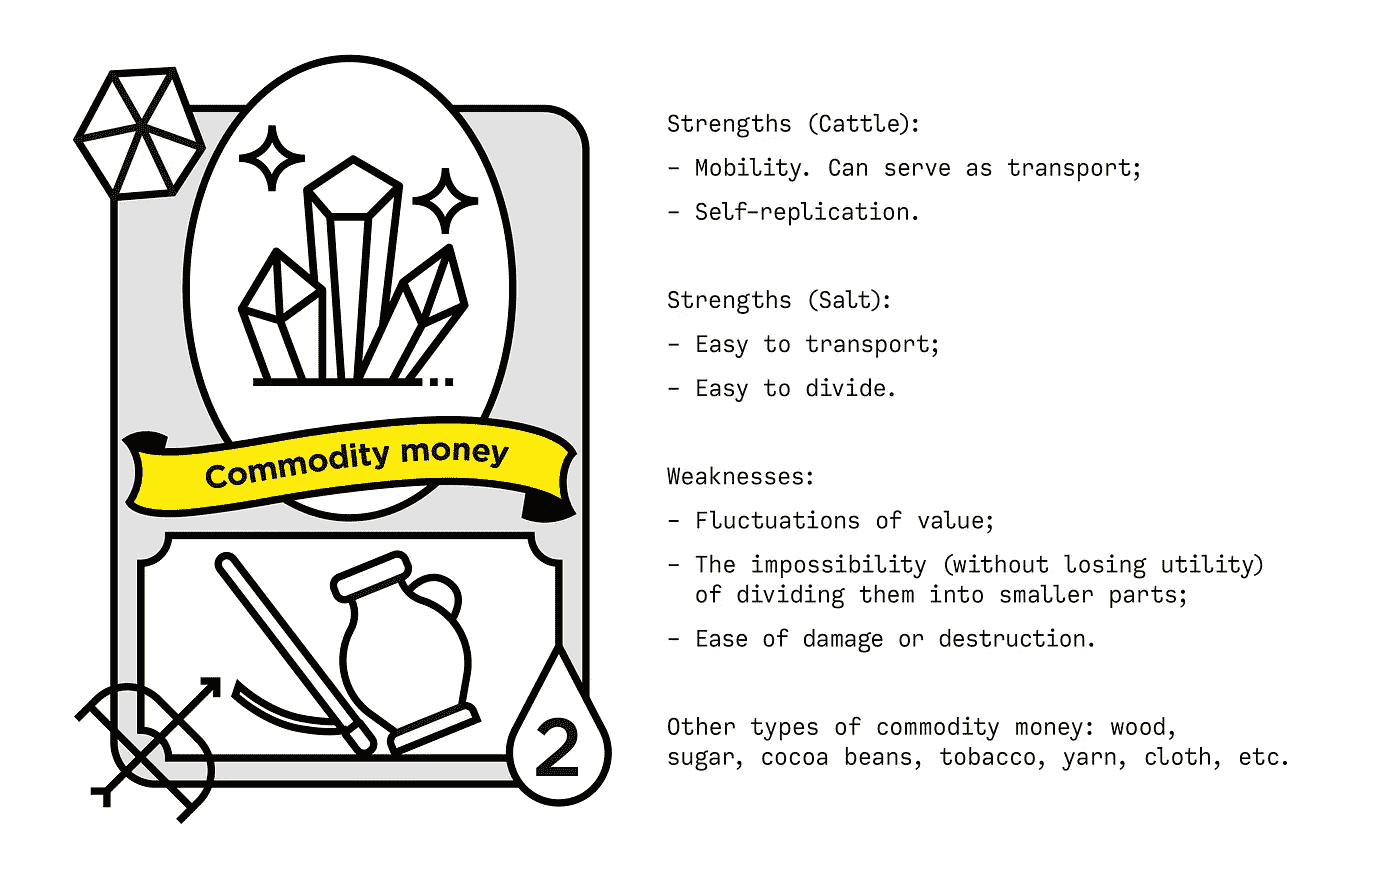 Commodity money
2
Strengths (Cattle):
– Mobility. Can serve as transport;
– Self-replication.
Strengths (Salt):
– Easy to transport;
– Easy to divide.
Weaknesses:
– Fluctuations of value;
– The impossibility (without losing utility)
of dividing them into smaller parts;
– Ease of damage or destruction.
Other types of commodity money: wood,
sugar, cocoa beans, tobacco, yarn, cloth, etc.